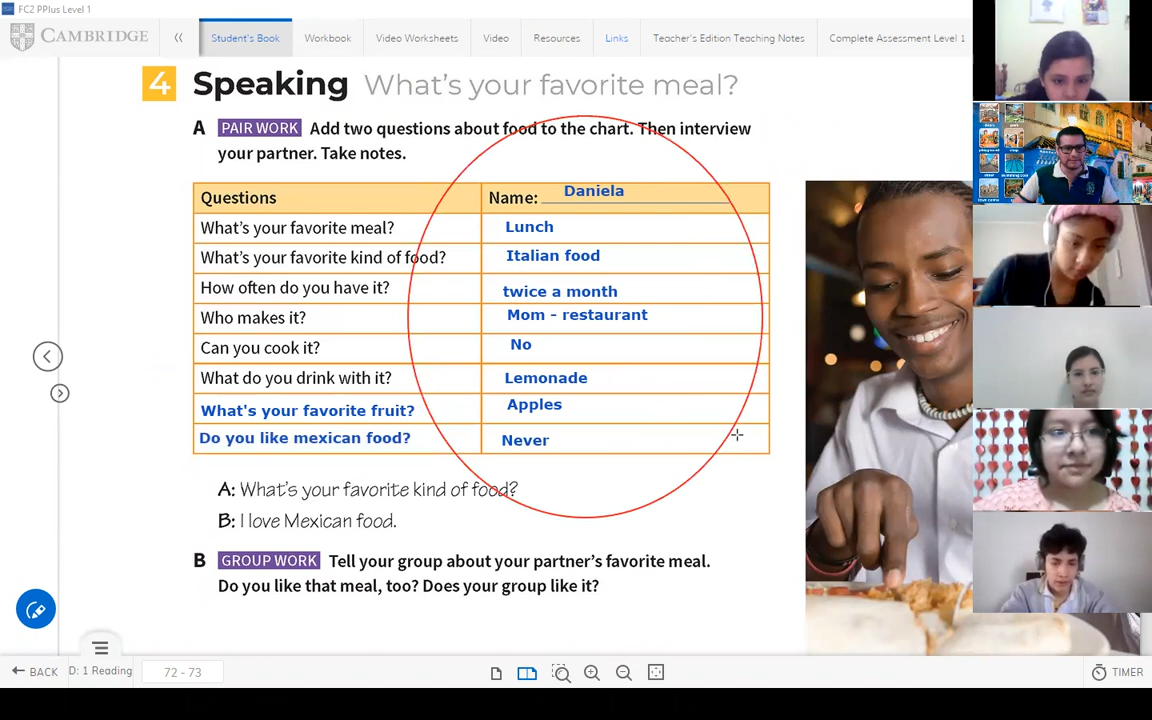 FC2 PPlus Level 1
CAMBRIDGE
Student's Book
Workbook
Video Worksheets
Video
Resources
Links
Teacher's Edition Teaching Notes
Complete Assessment Level 1
4 Speaking What's your favorite meal?
A PAIR WORK Add two questions about food to the chart. Then interview
your partner. Take notes.
Questions Name: Daniela
What's your favorite meal? Lunch
What's your favorite kind of food? Italian food
How often do you have it? twice a month
Who makes it? Mom - restaurant
Can you cook it? No
What do you drink with it? Lemonade
What's your favorite fruit? Apples
Do you like mexican food? Never
A: What's your favorite kind of food?
B: I love Mexican food.
B GROUP WORK Tell your group about your partner's favorite meal.
Do you like that meal, too? Does your group like it?
BACK
D: 1 Reading
72 - 73
TIMER